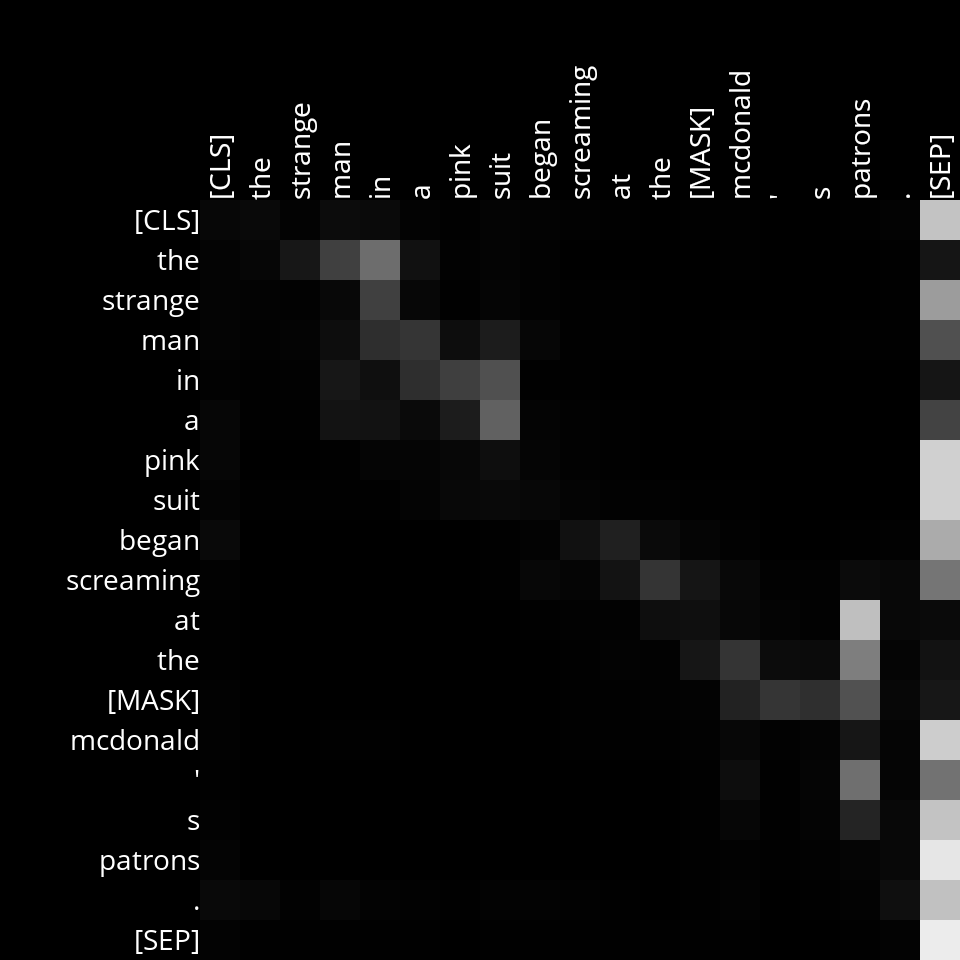 [CLS]
the
strange
man
in
a
pink
suit
began
screaming
at
the
[MASK]
mcdonald
'
s
patrons
.
[SEP]
[CLS]
the
strange
man
in
a
pink
suit
began
screaming
at
the
[MASK]
mcdonald
'
s
patrons
.
[SEP]